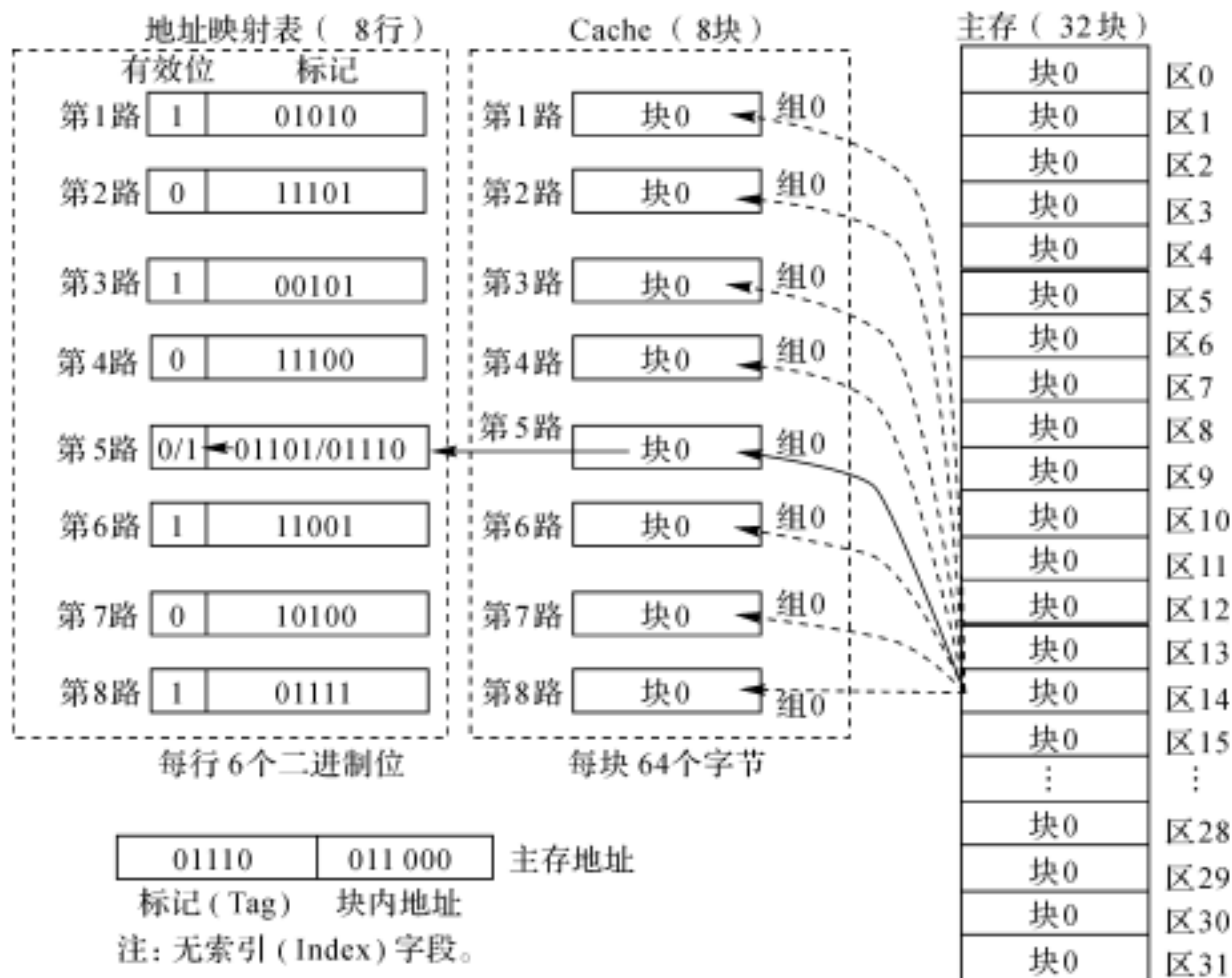 地址映射表（ 8行） Cache （ 8块） 主存（ 32块）
有效位 标记
块0 区0
第1路 1 01010 第1路 块0 组0
块0 区1
块0 区2
第2路 0 11101 第2路 块0 组0
块0 区3
块0 区4
第3路 1 00101 第3路 块0 组0
块0 区5
块0 区6
第4路 0 11100 第4路 块0 组0
块0 区7
块0 区8
第5路 0/1 01101/01110 第5路 块0 组0
块0 区9
块0 区10
第6路 1 11001 第6路 块0 组0
块0 区11
块0 区12
第7路 0 10100 第7路 块0 组0
块0 区13
第8路 1 01111 第8路 块0 组0
块0 区14
块0 区15
每行6个二进制位 每块64个字节
⋮ ⋮
块0 区28
01110 011 000 主存地址
块0 区29
标记(Tag) 块内地址
块0 区30
注: 无索引(Index)字段。
块0 区31